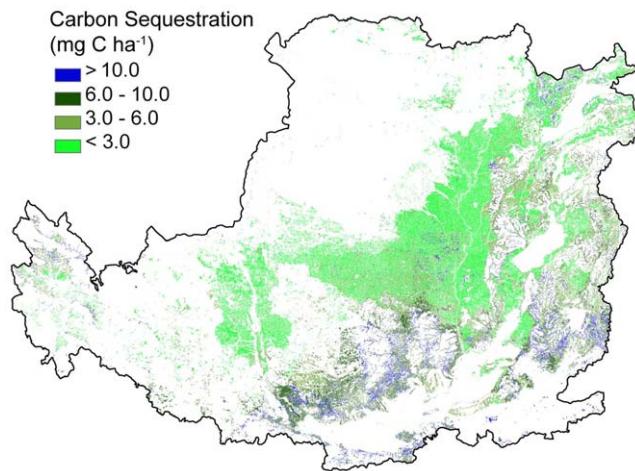 Carbon Sequestration
(mg C ha⁻¹)
> 10.0
6.0 - 10.0
3.0 - 6.0
< 3.0